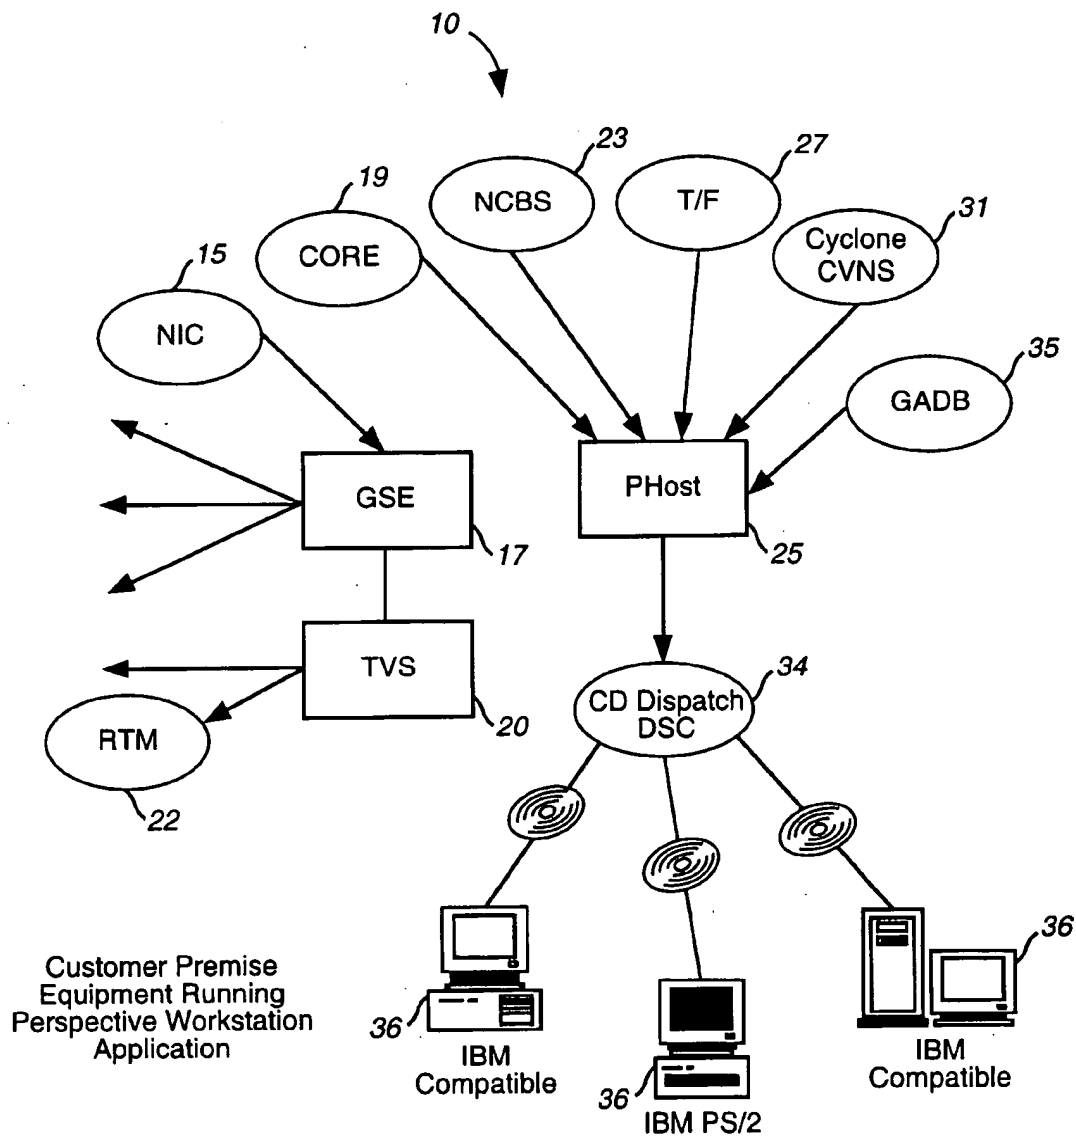 10
23
27
19
NCBS
T/F
31
15
CORE
Cyclone
CVNS
NIC
35
GADB
GSE
PHost
17
25
TVS
34
CD Dispatch
DSC
20
RTM
22
36
Customer Premise
Equipment Running
Perspective Workstation
Application
36
IBM
Compatible
36
IBM PS/2
IBM
Compatible